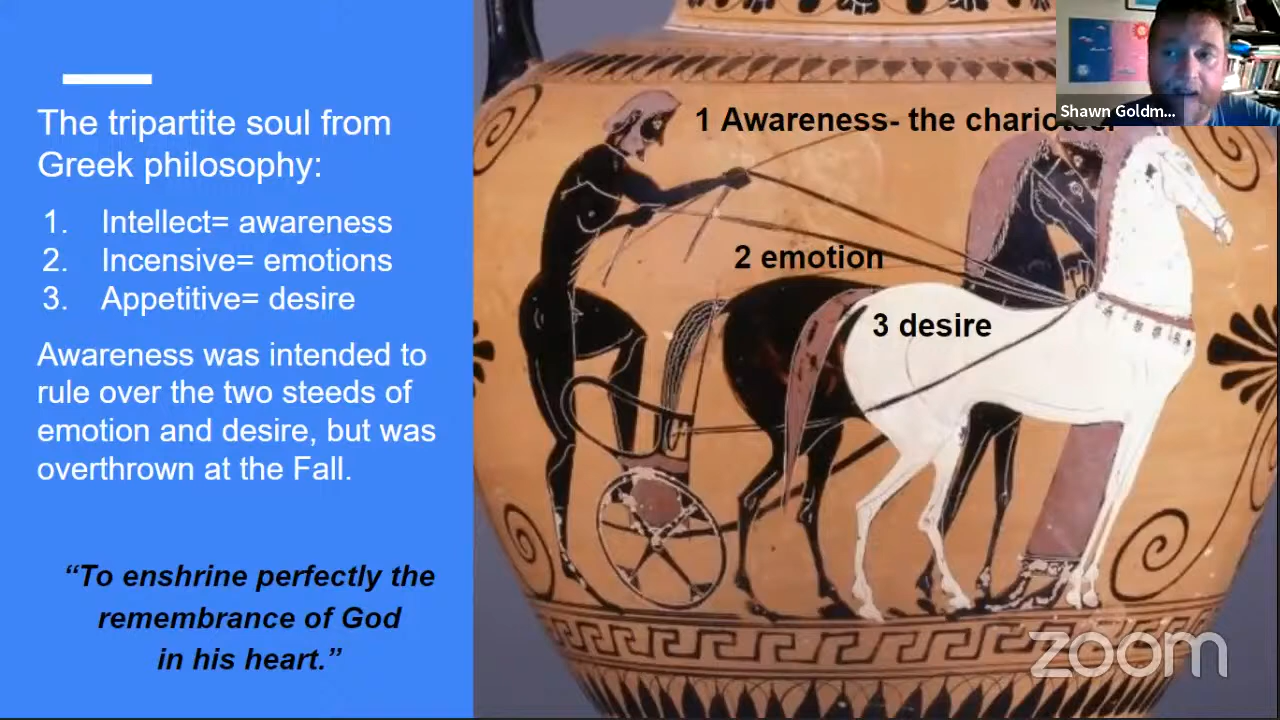 The tripartite soul from
Greek philosophy:
1. Intellect= awareness
2. Incensive= emotions
3. Appetitive= desire
Awareness was intended to
rule over the two steeds of
emotion and desire, but was
overthrown at the Fall.
“To enshrine perfectly the
remembrance of God
in his heart.”
1 Awareness- the charioteer
2 emotion
3 desire
Shawn Goldm...
zoom